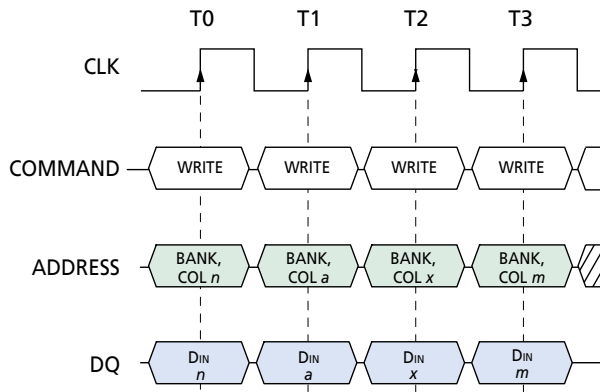 T0 T1 T2 T3
CLK
COMMAND WRITE WRITE WRITE WRITE
ADDRESS BANK, COL n BANK, COL a BANK, COL x BANK, COL m
DQ DIN n DIN a DIN x DIN m